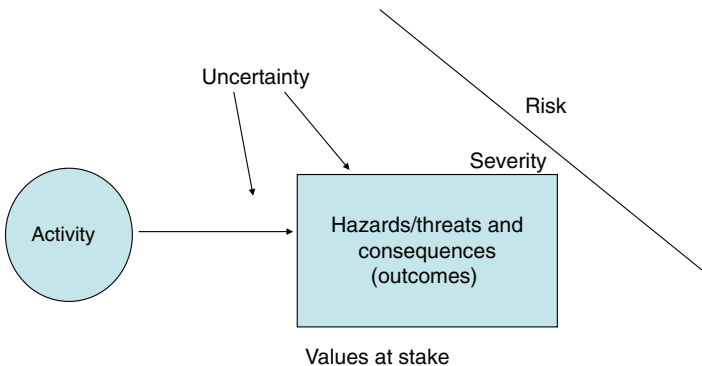 Uncertainty
Risk
Severity
Activity
Hazards/threats and
consequences
(outcomes)
Values at stake